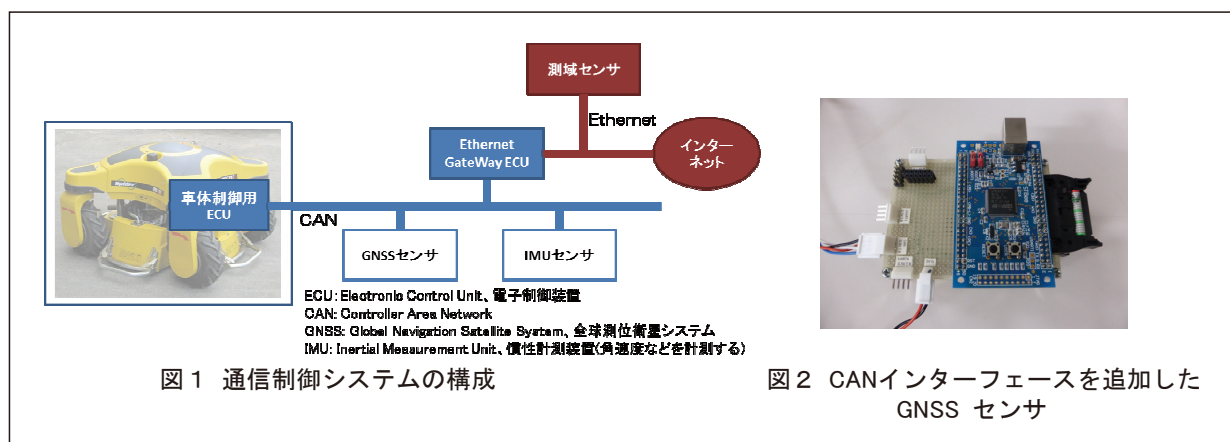 測域センサ
Ethernet
Ethernet
GateWay ECU
インター
ネット
車体制御用
ECU
CAN
GNSSセンサ
IMUセンサ
ECU: Electronic Control Unit、電子制御装置
CAN: Controller Area Network
GNSS: Global Navigation Satellite System、全球測位衛星システム
IMU: Inertial Measurement Unit、慣性計測装置(角速度などを計測する)
図1 通信制御システムの構成
図2 CANインターフェースを追加した
GNSS センサ